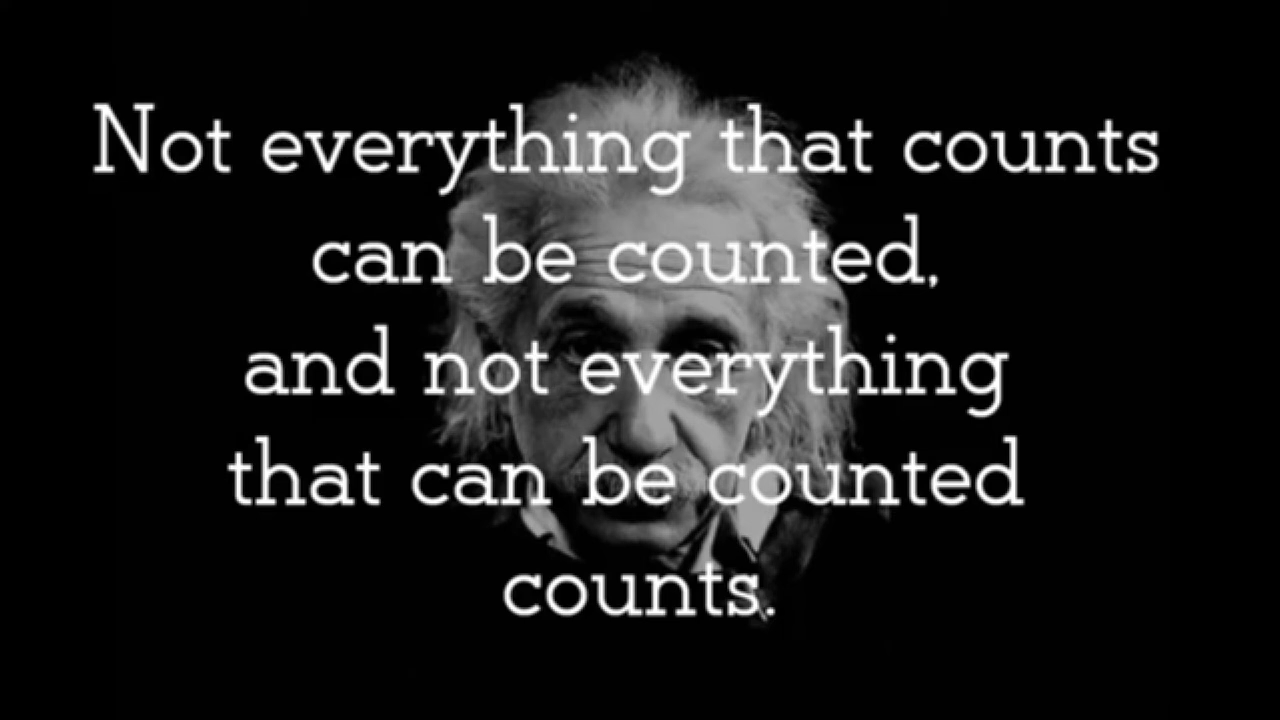 Not everything that counts
can be counted,
and not everything
that can be counted
counts.